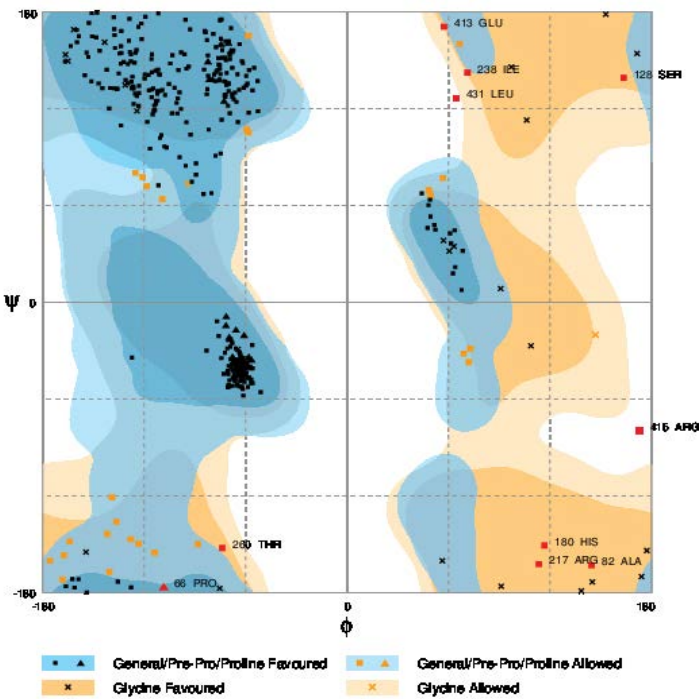 180
413 GLU
238 ILE
128 SER
431 LEU
ψ 0
415 ARG
260 THR
180 HIS
217 ARG 82 ALA
66 PRO
-180
-180 0 180
ϕ
General/Pre-Pro/Proline Favoured General/Pre-Pro/Proline Allowed
Glycine Favoured Glycine Allowed